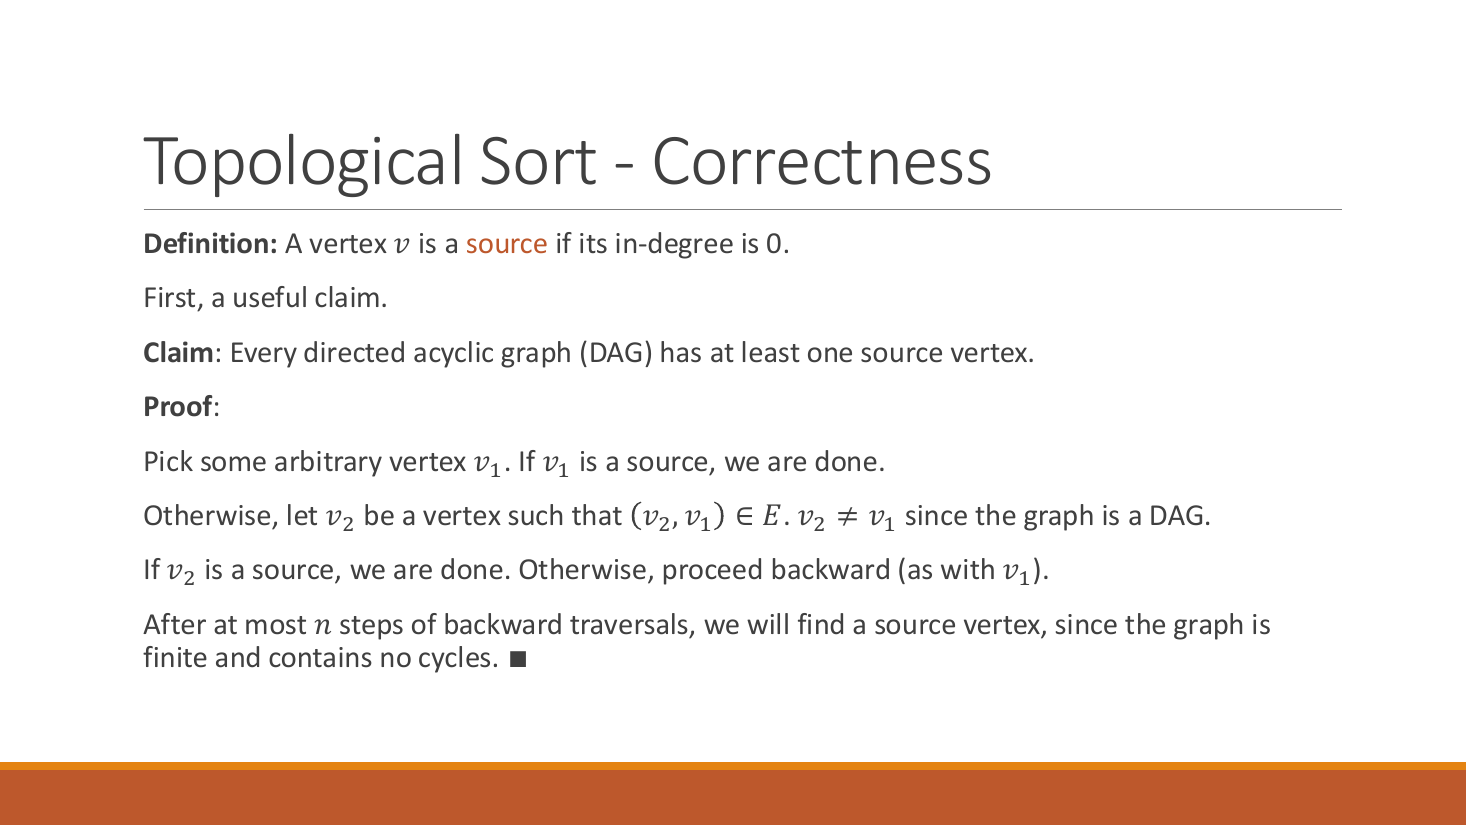 Topological Sort - Correctness
Definition: A vertex 𝑣 is a source if its in-degree is 0.
First, a useful claim.
Claim: Every directed acyclic graph (DAG) has at least one source vertex.
Proof:
Pick some arbitrary vertex 𝑣₁. If 𝑣₁ is a source, we are done.
Otherwise, let 𝑣₂ be a vertex such that (𝑣₂, 𝑣₁) ∈ 𝐸. 𝑣₂ ≠ 𝑣₁ since the graph is a DAG.
If 𝑣₂ is a source, we are done. Otherwise, proceed backward (as with 𝑣₁).
After at most 𝑛 steps of backward traversals, we will find a source vertex, since the graph is
finite and contains no cycles. ■